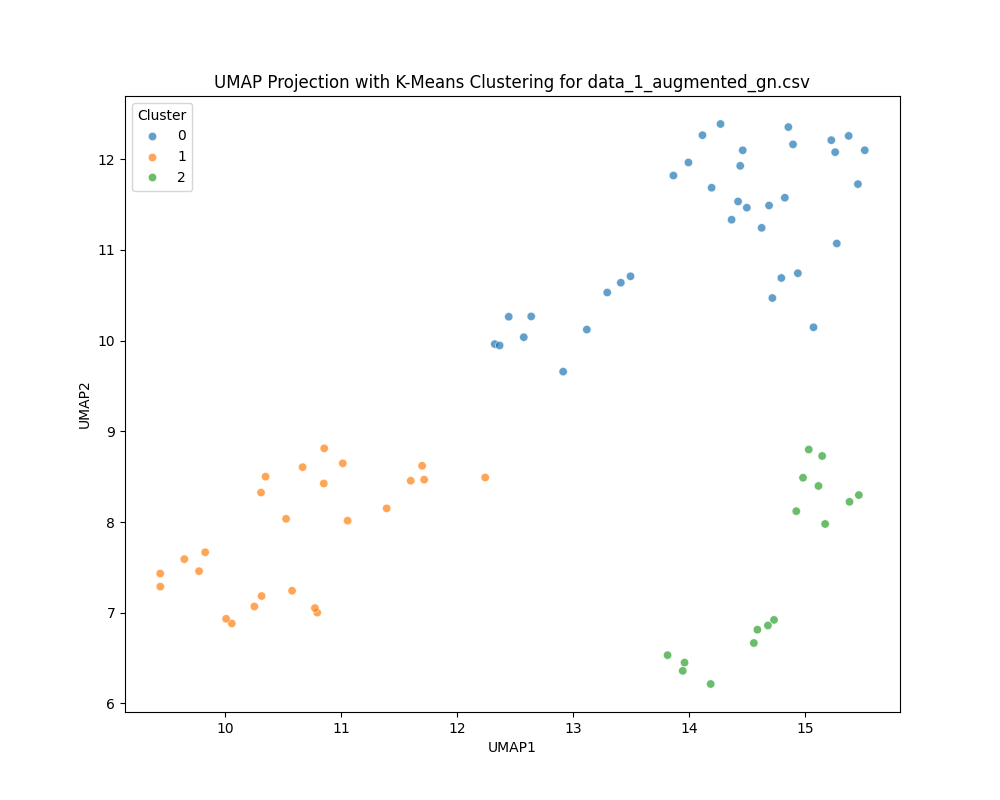 UMAP Projection with K-Means Clustering for data_1_augmented_gn.csv
Cluster
0
1
2
12
11
10
9
8
7
6
UMAP2
10 11 12 13 14 15
UMAP1